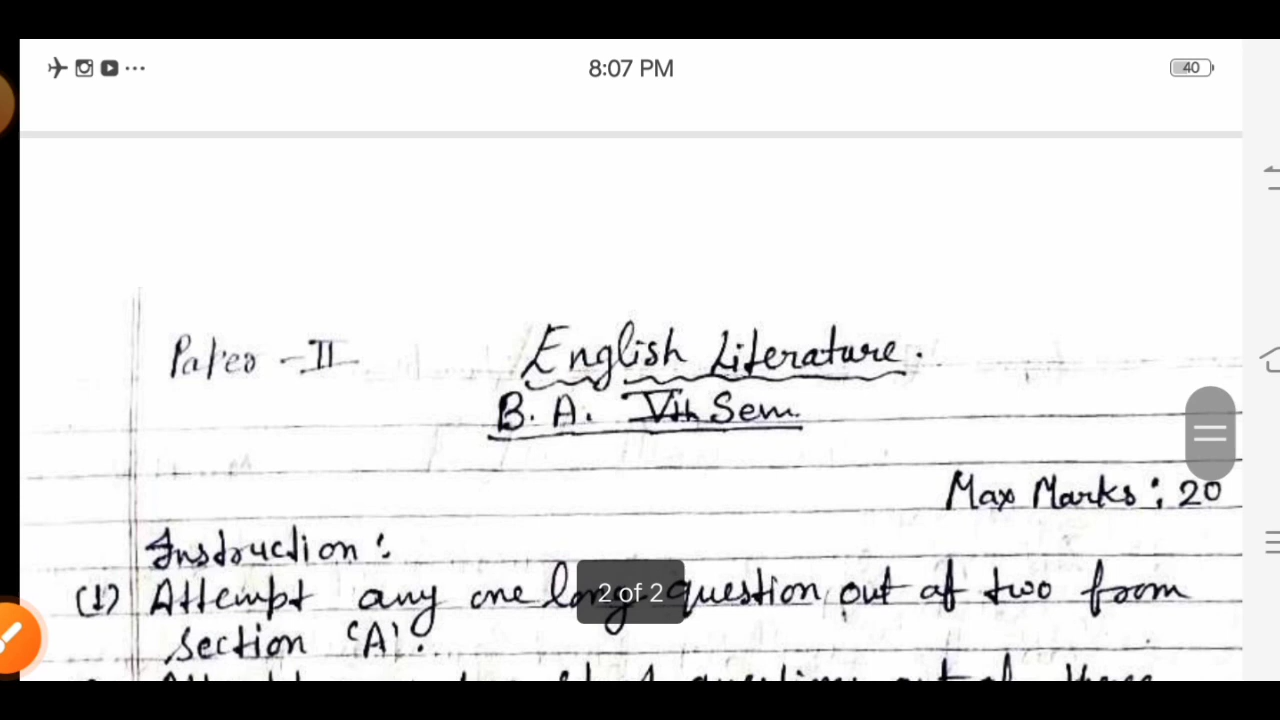 8:07 PM
40
Paper - II
English Literature.
B. A. Vth Sem.
Max Marks : 20
Instruction :
(1) Attempt any one long question out of two from
section 'A'.
2 of 2